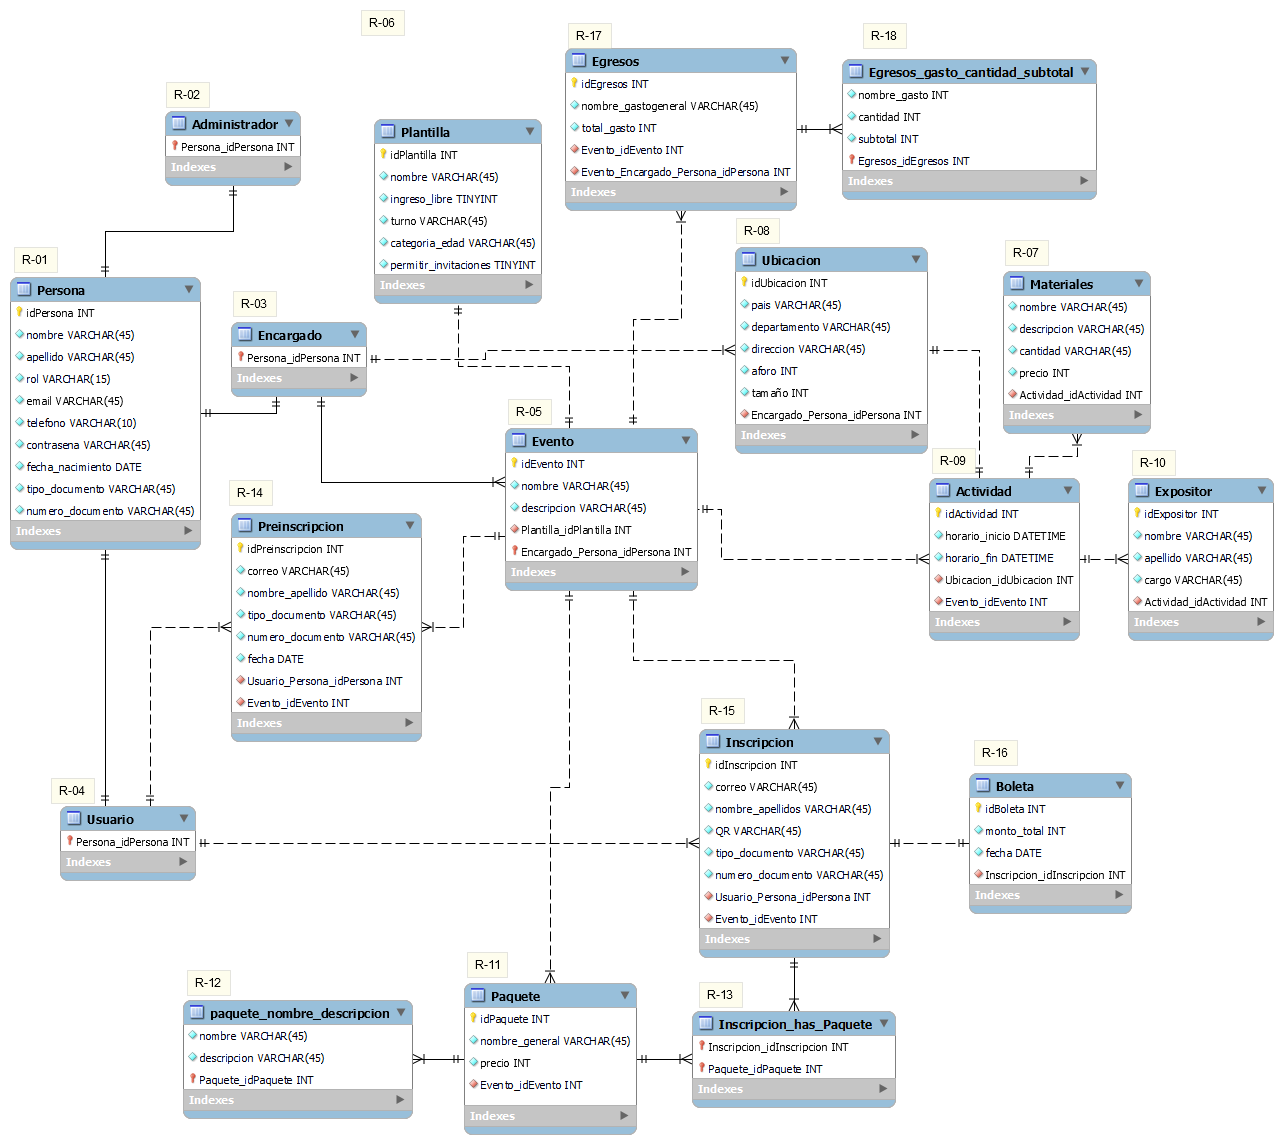 R-06
R-17
Egresos
idEgresos INT
nombre_gastogeneral VARCHAR(45)
total_gasto INT
Evento_idEvento INT
Evento_Encargado_Persona_idPersona INT
Indexes
R-18
Egresos_gasto_cantidad_subtotal
nombre_gasto INT
cantidad INT
subtotal INT
Egresos_idEgresos INT
Indexes
R-02
Administrador
Persona_idPersona INT
Indexes
Plantilla
idPlantilla INT
nombre VARCHAR(45)
ingreso_libre TINYINT
turno VARCHAR(45)
categoria_edad VARCHAR(45)
permitir_invitaciones TINYINT
Indexes
R-01
Persona
idPersona INT
nombre VARCHAR(45)
apellido VARCHAR(45)
rol VARCHAR(15)
email VARCHAR(45)
telefono VARCHAR(10)
contrasena VARCHAR(45)
fecha_nacimiento DATE
tipo_documento VARCHAR(45)
numero_documento VARCHAR(45)
Indexes
R-03
Encargado
Persona_idPersona INT
Indexes
R-08
Ubicacion
idUbicacion INT
pais VARCHAR(45)
departamento VARCHAR(45)
direccion VARCHAR(45)
aforo INT
tamaño INT
Encargado_Persona_idPersona INT
Indexes
R-07
Materiales
nombre VARCHAR(45)
descripcion VARCHAR(45)
cantidad VARCHAR(45)
precio INT
Actividad_idActividad INT
Indexes
R-05
Evento
idEvento INT
nombre VARCHAR(45)
descripcion VARCHAR(45)
Plantilla_idPlantilla INT
Encargado_Persona_idPersona INT
Indexes
R-09
Actividad
idActividad INT
horario_inicio DATETIME
horario_fin DATETIME
Ubicacion_idUbicacion INT
Evento_idEvento INT
Indexes
R-10
Expositor
idExpositor INT
nombre VARCHAR(45)
apellido VARCHAR(45)
cargo VARCHAR(45)
Actividad_idActividad INT
Indexes
R-14
Preinscripcion
idPreinscripcion INT
correo VARCHAR(45)
nombre_apellido VARCHAR(45)
tipo_documento VARCHAR(45)
numero_documento VARCHAR(45)
fecha DATE
Usuario_Persona_idPersona INT
Evento_idEvento INT
Indexes
R-04
Usuario
Persona_idPersona INT
Indexes
R-15
Inscripcion
idInscripcion INT
correo VARCHAR(45)
nombre_apellidos VARCHAR(45)
QR VARCHAR(45)
tipo_documento VARCHAR(45)
numero_documento VARCHAR(45)
Usuario_Persona_idPersona INT
Evento_idEvento INT
Indexes
R-16
Boleta
idBoleta INT
monto_total INT
fecha DATE
Inscripcion_idInscripcion INT
Indexes
R-12
paquete_nombre_descripcion
nombre VARCHAR(45)
descripcion VARCHAR(45)
Paquete_idPaquete INT
Indexes
R-11
Paquete
idPaquete INT
nombre_general VARCHAR(45)
precio INT
Evento_idEvento INT
Indexes
R-13
Inscripcion_has_Paquete
Inscripcion_idInscripcion INT
Paquete_idPaquete INT
Indexes